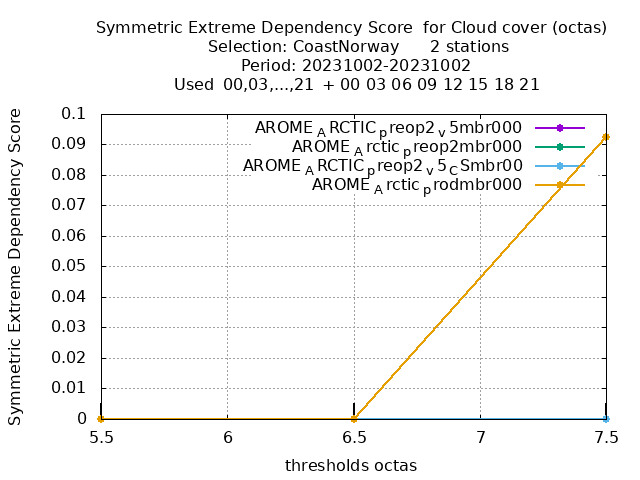 Symmetric Extreme Dependency Score  for Cloud cover (octas)
Selection: CoastNorway      2 stations
Period: 20231002-20231002
Used  00,03,...,21  + 00 03 06 09 12 15 18 21
Symmetric Extreme Dependency Score
0.1
0.09
0.08
0.07
0.06
0.05
0.04
0.03
0.02
0.01
0
AROME_ARCTIC_preop2_v5mbr000
AROME_Arctic_preop2mbr000
AROME_ARCTIC_preop2_v5_CSmbr00
AROME_Arctic_prodmbr000
5.5 6 6.5 7 7.5
thresholds octas